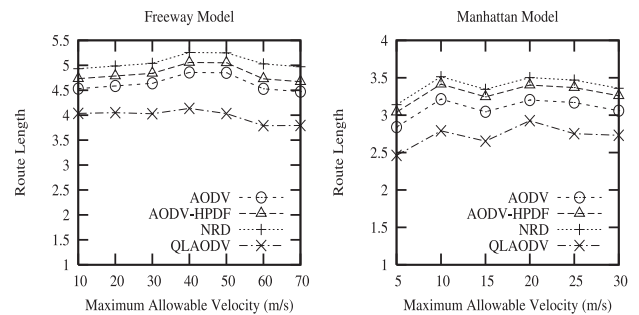 Freeway Model
5.5
5
4.5
4
3.5
3
2.5
2
1.5
1
Route Length
AODV
AODV-HPDF
NRD
QLAODV
10 20 30 40 50 60 70
Maximum Allowable Velocity (m/s)
Manhattan Model
4
3.5
3
2.5
2
1.5
1
Route Length
AODV
AODV-HPDF
NRD
QLAODV
5 10 15 20 25 30
Maximum Allowable Velocity (m/s)